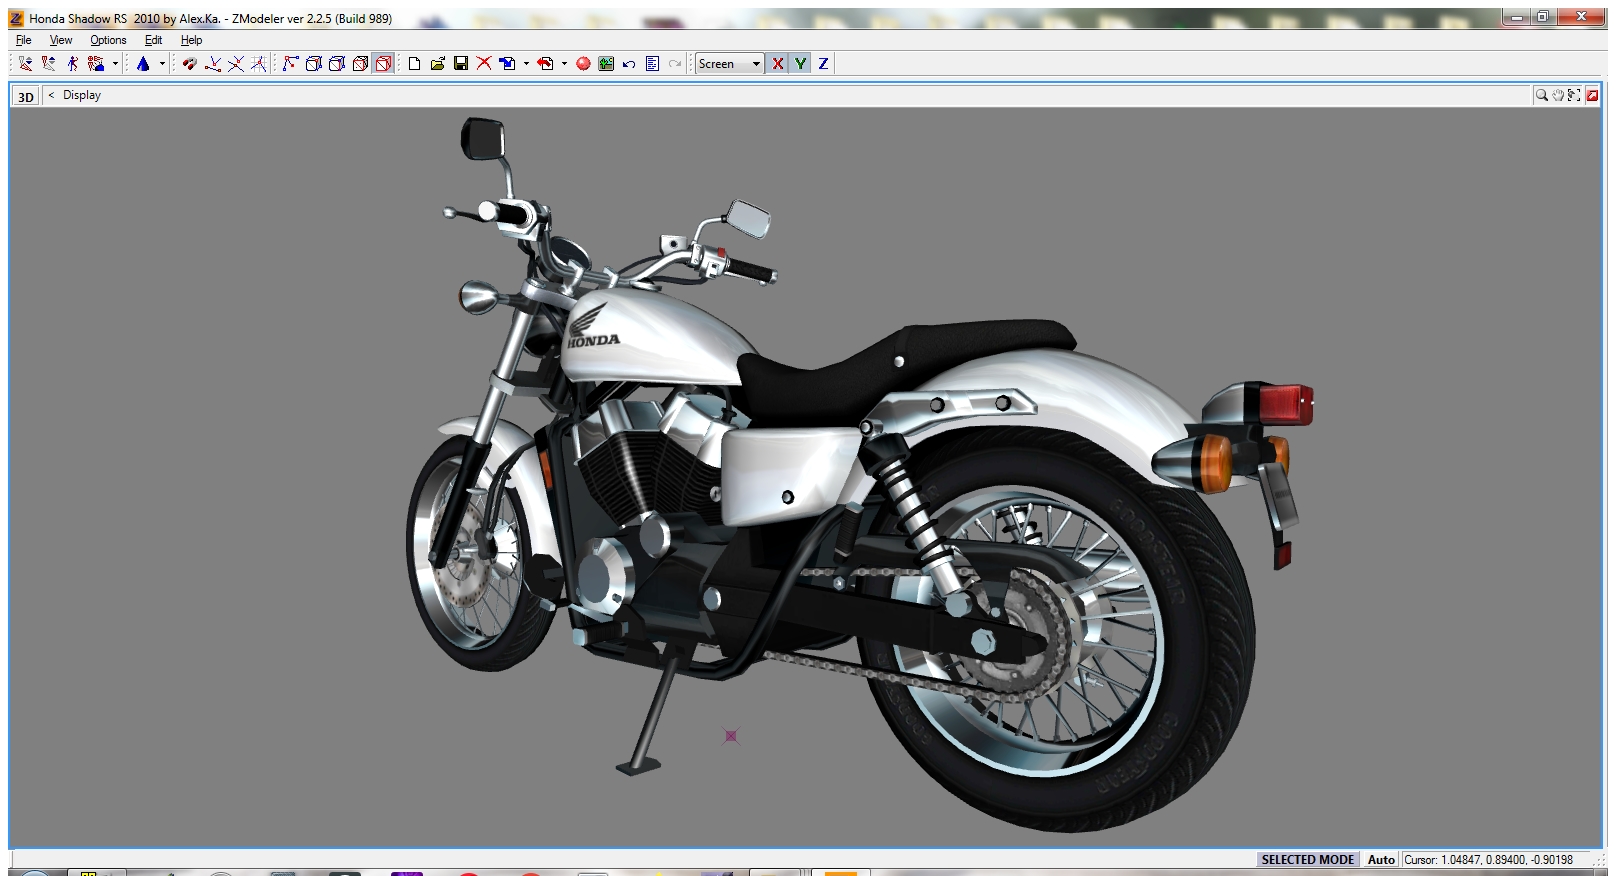 Honda Shadow RS  2010 by Alex.Ka. - ZModeler ver 2.2.5 (Build 989)
File View Options Edit Help
Screen X Y Z
3D < Display
HONDA
GOODYEAR
GOODYEAR
SELECTED MODE Auto Cursor: 1.04847, 0.89400, -0.90198